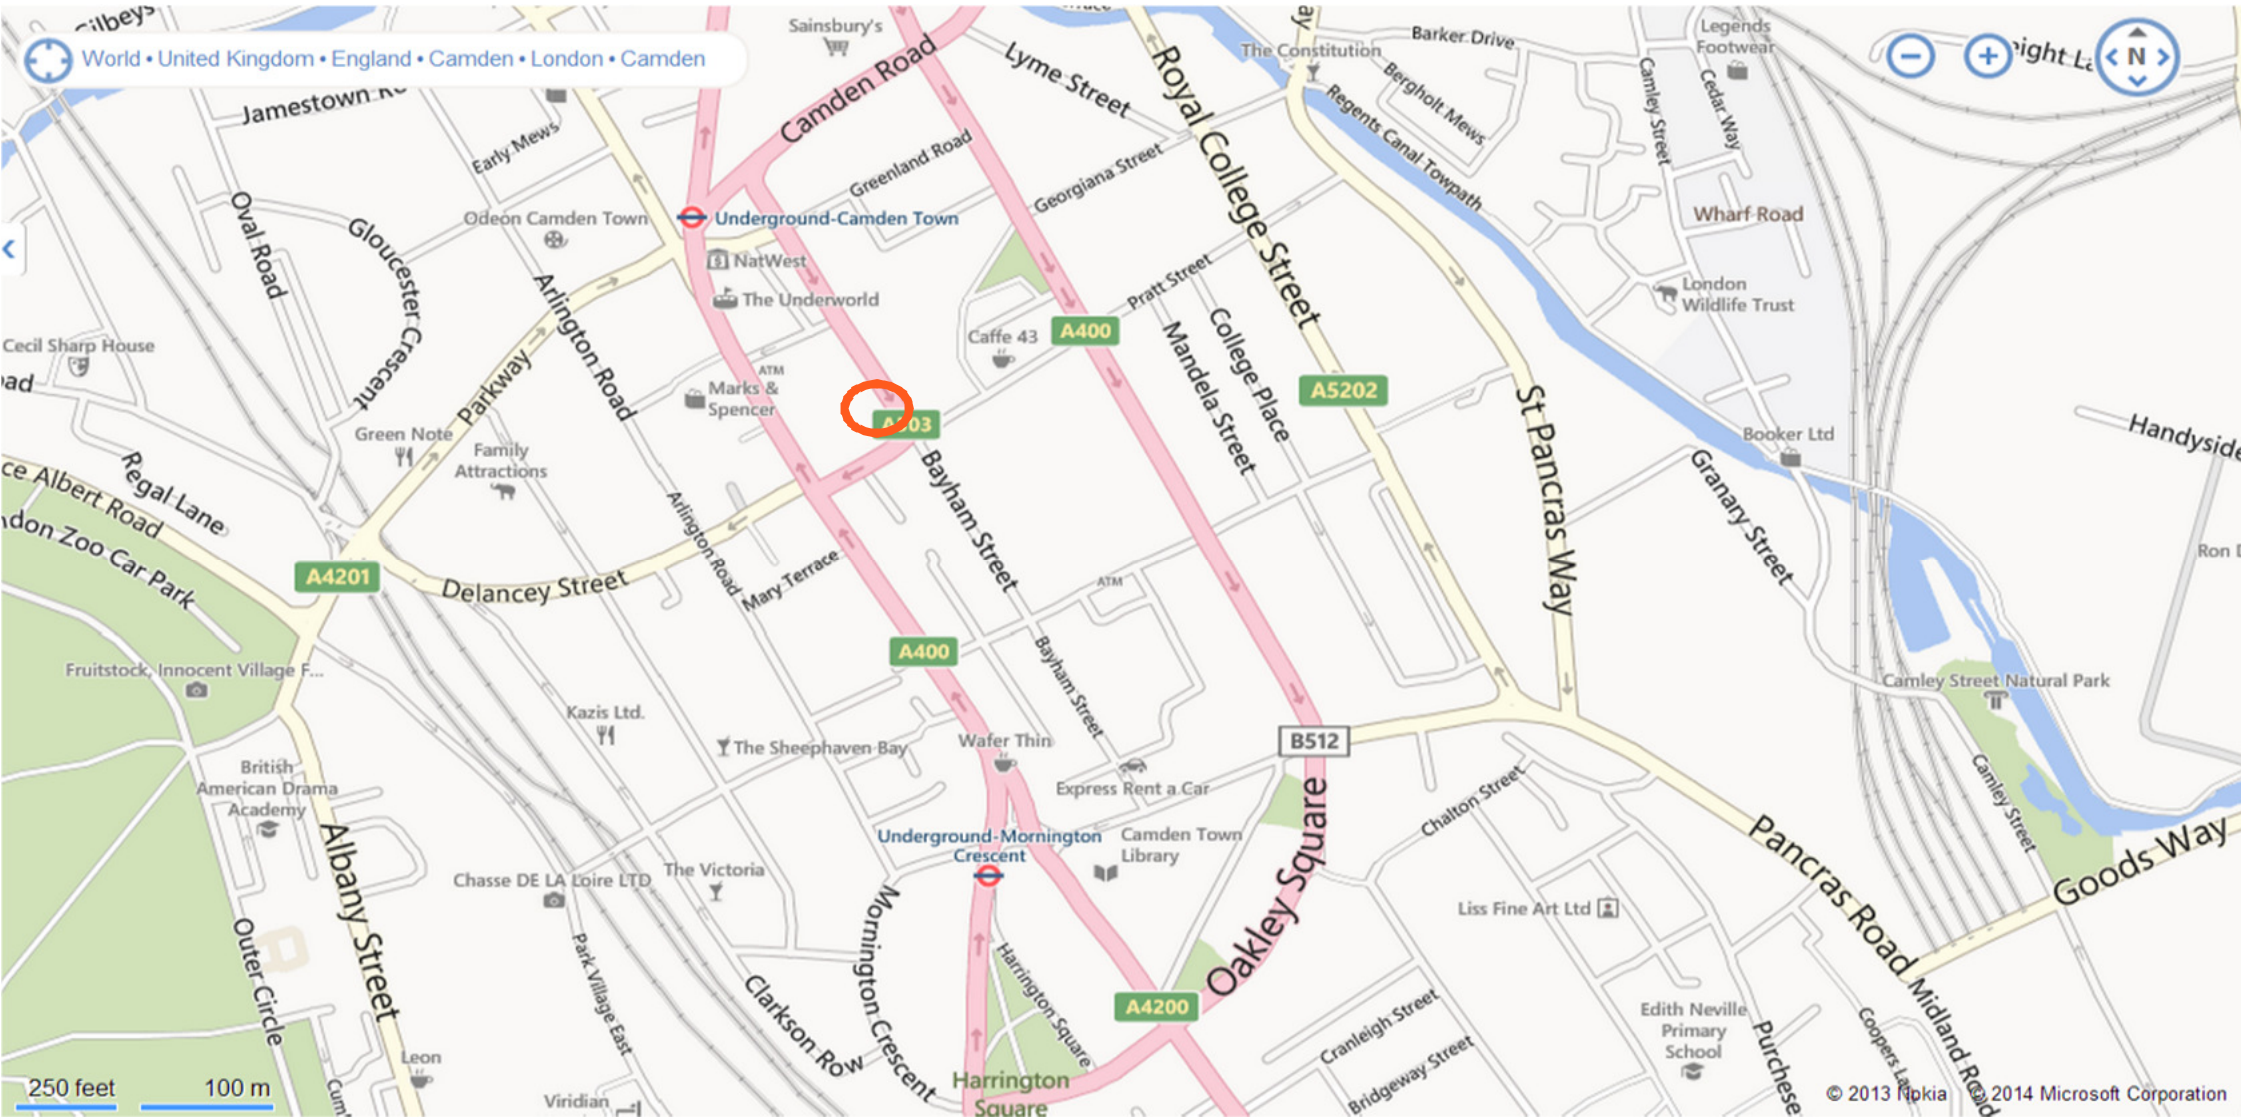 Gilbeys
World • United Kingdom • England • Camden • London • Camden
Sainsbury's
Camden Road
Lyme Street
Royal College Street
The Constitution
Barker Drive
Bergholt Mews
Regents Canal Towpath
Camley Street
Cedar Way
Legends
Footwear
N
Jamestown
Early Mews
Greenland Road
Georgiana Street
Oval Road
Gloucester Crescent
Odeon Camden Town
Underground-Camden Town
NatWest
The Underworld
Wharf Road
London
Wildlife Trust
Pratt Street
Arlington Road
Caffe 43
A400
Mandela Street
College Place
A5202
Cecil Sharp House
Parkway
ATM
Marks &
Spencer
St Pancras Way
Green Note
Family
Attractions
Booker Ltd
Handyside
Regal Lane
Bayham Street
Granary Street
ce Albert Road
don Zoo Car Park
Arlington Road
Mary Terrace
Delancey Street
A4201
ATM
Ron
A400
Bayham Street
Fruitstock, Innocent Village F...
Camley Street Natural Park
Kazis Ltd.
The Sheephaven Bay
Wafer Thin
B512
Express Rent a Car
British
American Drama
Academy
Albany Street
Underground-Mornington
Crescent
Camden Town
Library
Oakley Square
Chalton Street
Pancras Road
Camley Street
Goods Way
Chasse DE LA Loire LTD
The Victoria
Liss Fine Art Ltd
Outer Circle
Park Village East
Clarkson Row
Mornington Crescent
Harrington Square
A4200
Cranleigh Street
Bridgeway Street
Edith Neville
Primary
School
Purchese
Coopers
Midland Road
Leon
Viridian
Harrington
Square
250 feet
100 m
© 2013 Nokia
© 2014 Microsoft Corporation